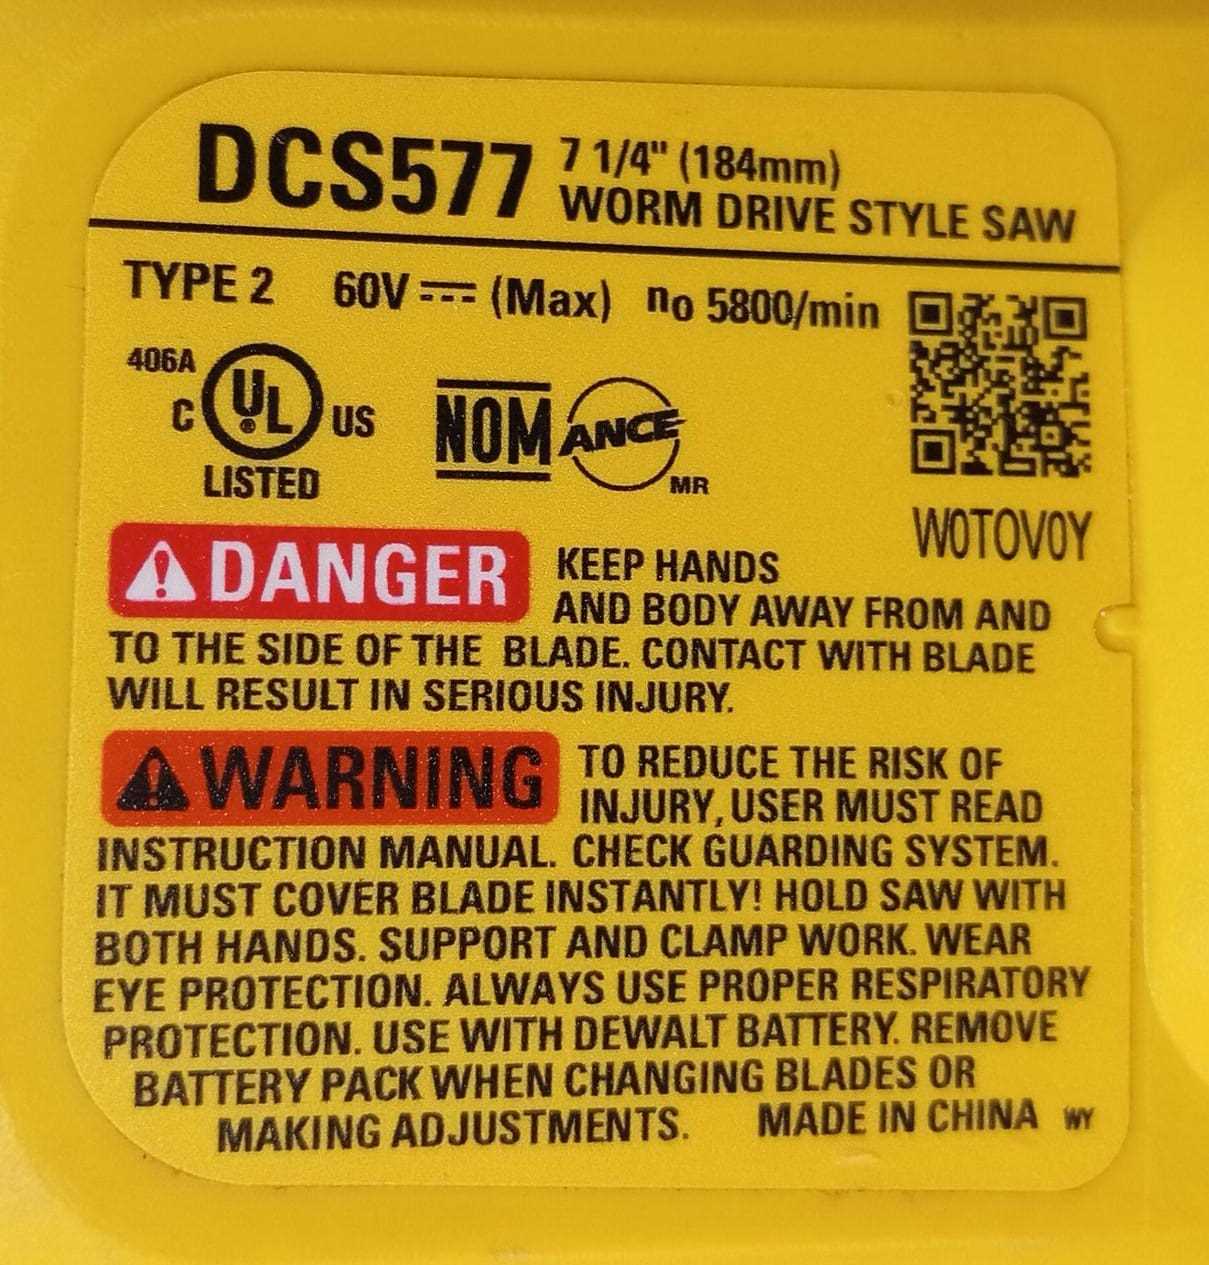 DCS577 7 1/4" (184mm)
WORM DRIVE STYLE SAW
TYPE 2 60V (Max) no 5800/min
406A
C UL US
LISTED
NOM ANCE MR
W0TOV0Y
DANGER KEEP HANDS
AND BODY AWAY FROM AND
TO THE SIDE OF THE BLADE. CONTACT WITH BLADE
WILL RESULT IN SERIOUS INJURY.
WARNING TO REDUCE THE RISK OF
INJURY, USER MUST READ
INSTRUCTION MANUAL. CHECK GUARDING SYSTEM.
IT MUST COVER BLADE INSTANTLY! HOLD SAW WITH
BOTH HANDS. SUPPORT AND CLAMP WORK. WEAR
EYE PROTECTION. ALWAYS USE PROPER RESPIRATORY
PROTECTION. USE WITH DEWALT BATTERY. REMOVE
BATTERY PACK WHEN CHANGING BLADES OR
MAKING ADJUSTMENTS. MADE IN CHINA WY